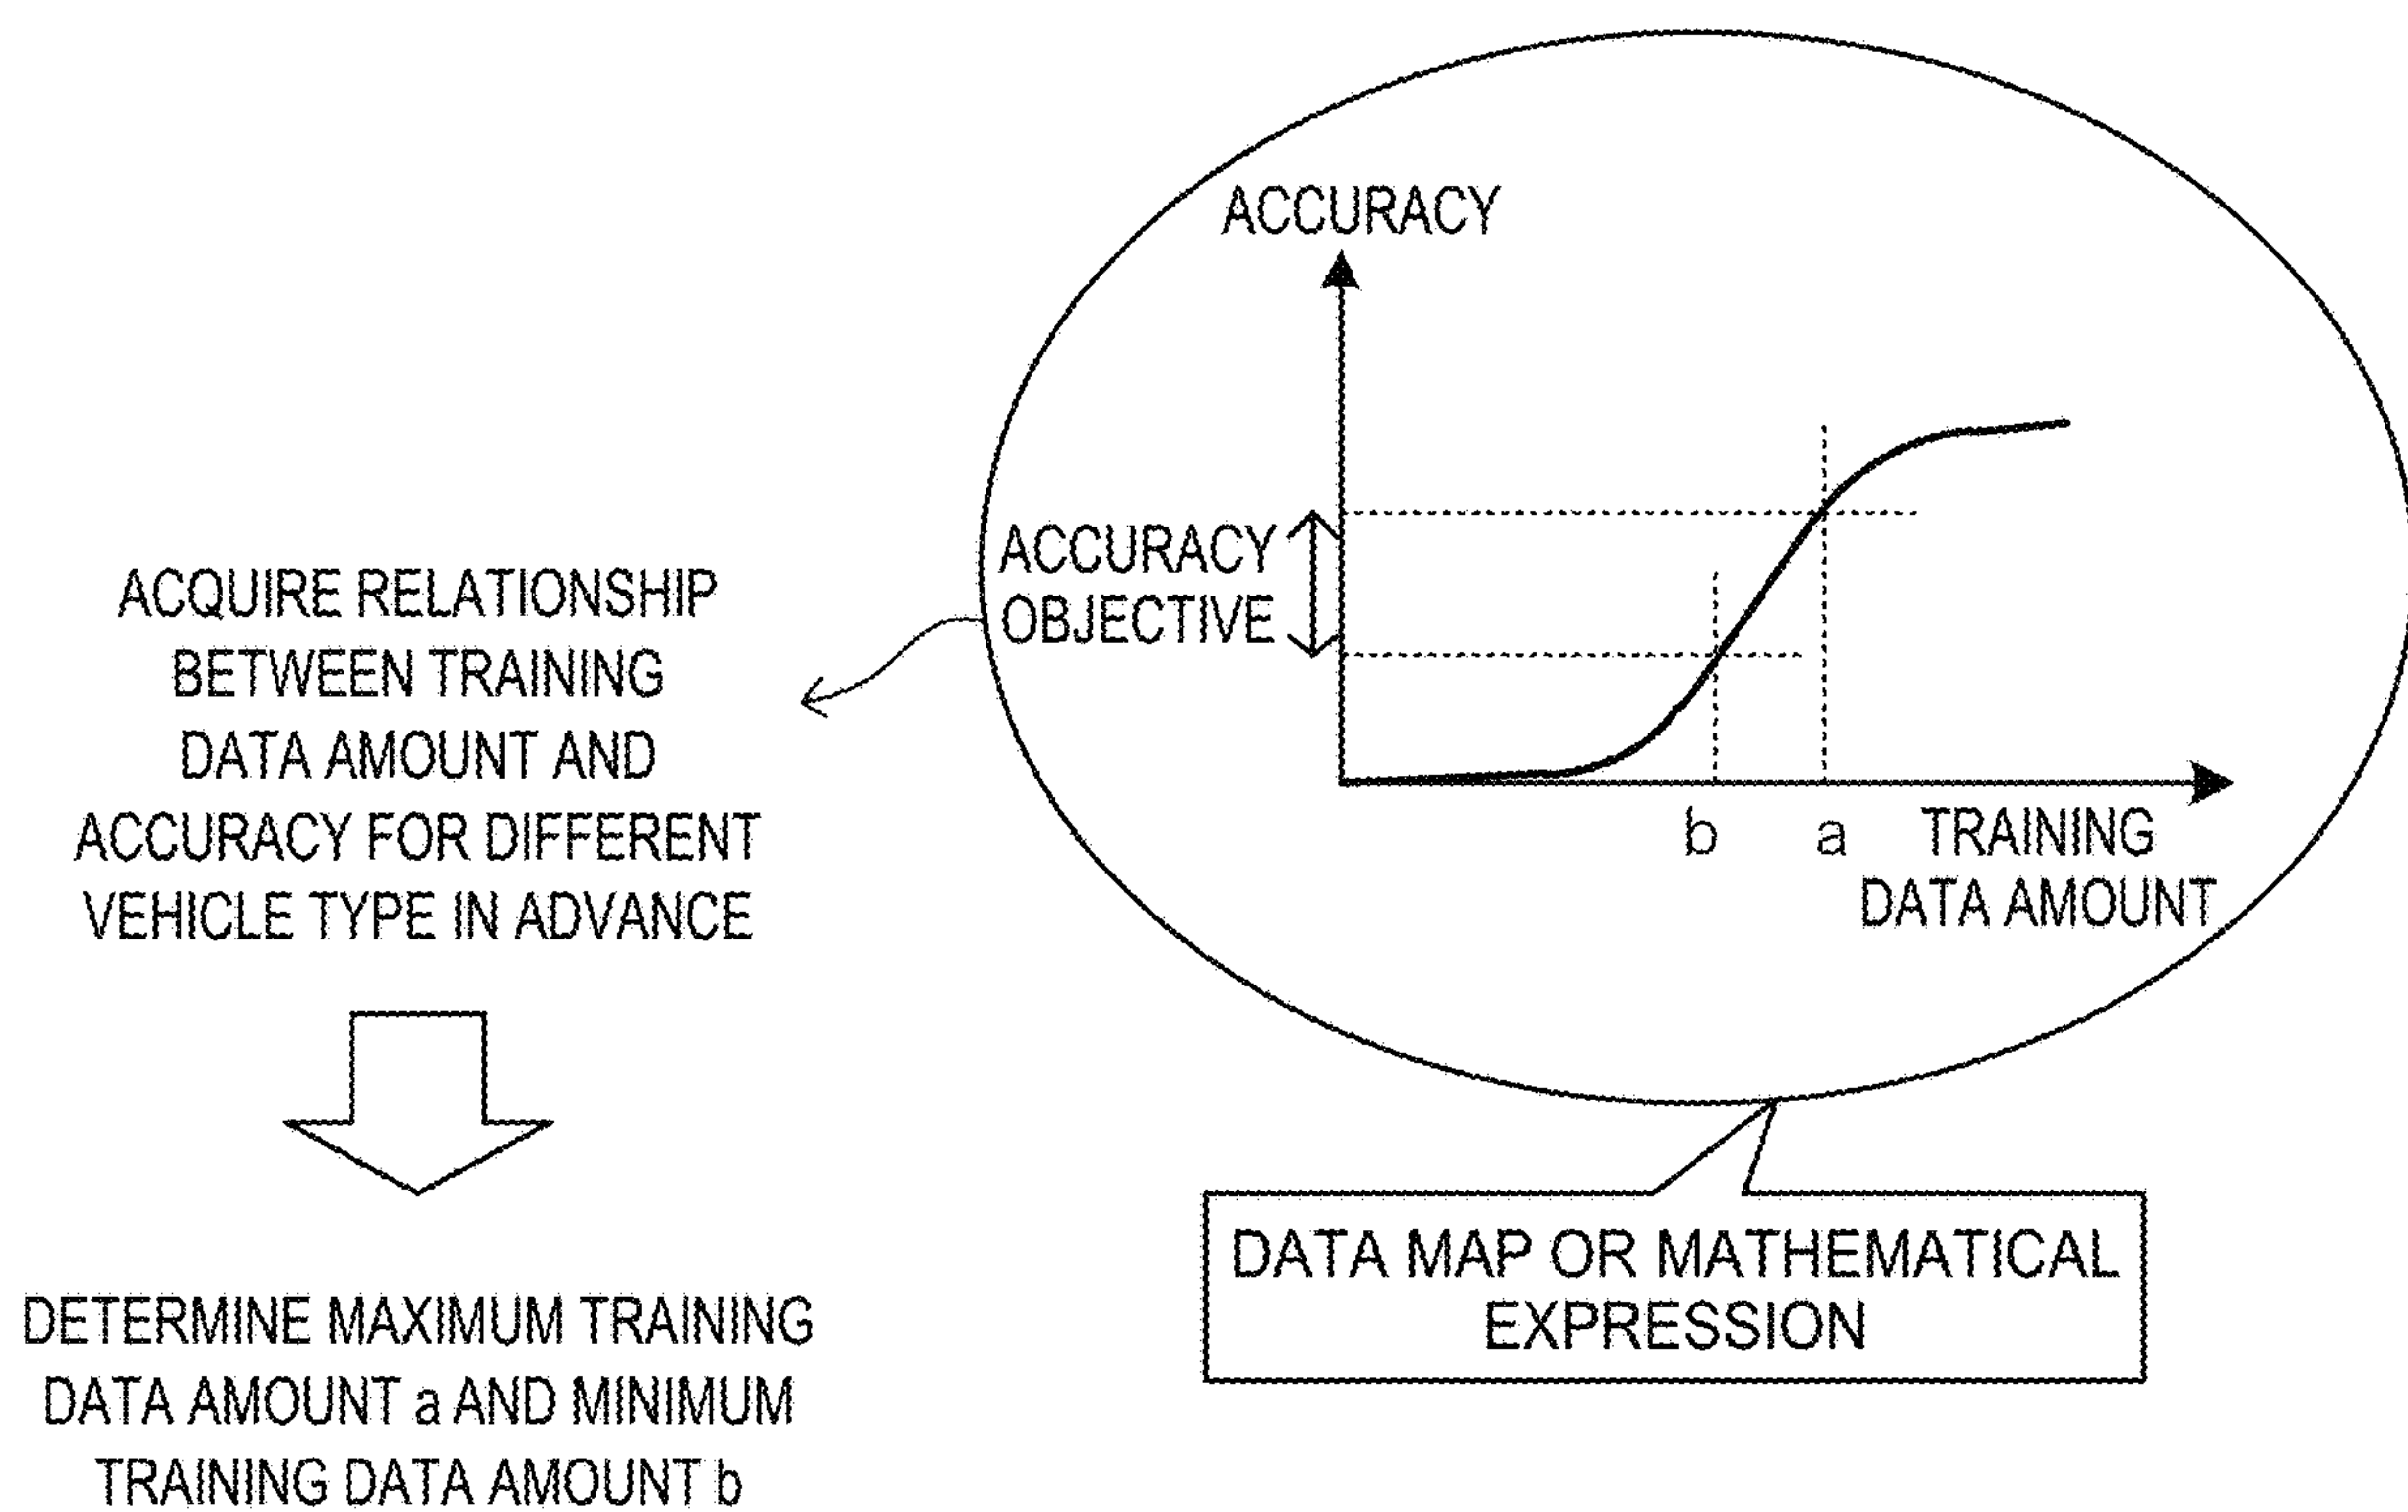 ACCURACY
ACCURACY
OBJECTIVE
b
a
TRAINING
DATA AMOUNT
ACQUIRE RELATIONSHIP
BETWEEN TRAINING
DATA AMOUNT AND
ACCURACY FOR DIFFERENT
VEHICLE TYPE IN ADVANCE
DATA MAP OR MATHEMATICAL
EXPRESSION
DETERMINE MAXIMUM TRAINING
DATA AMOUNT a AND MINIMUM
TRAINING DATA AMOUNT b